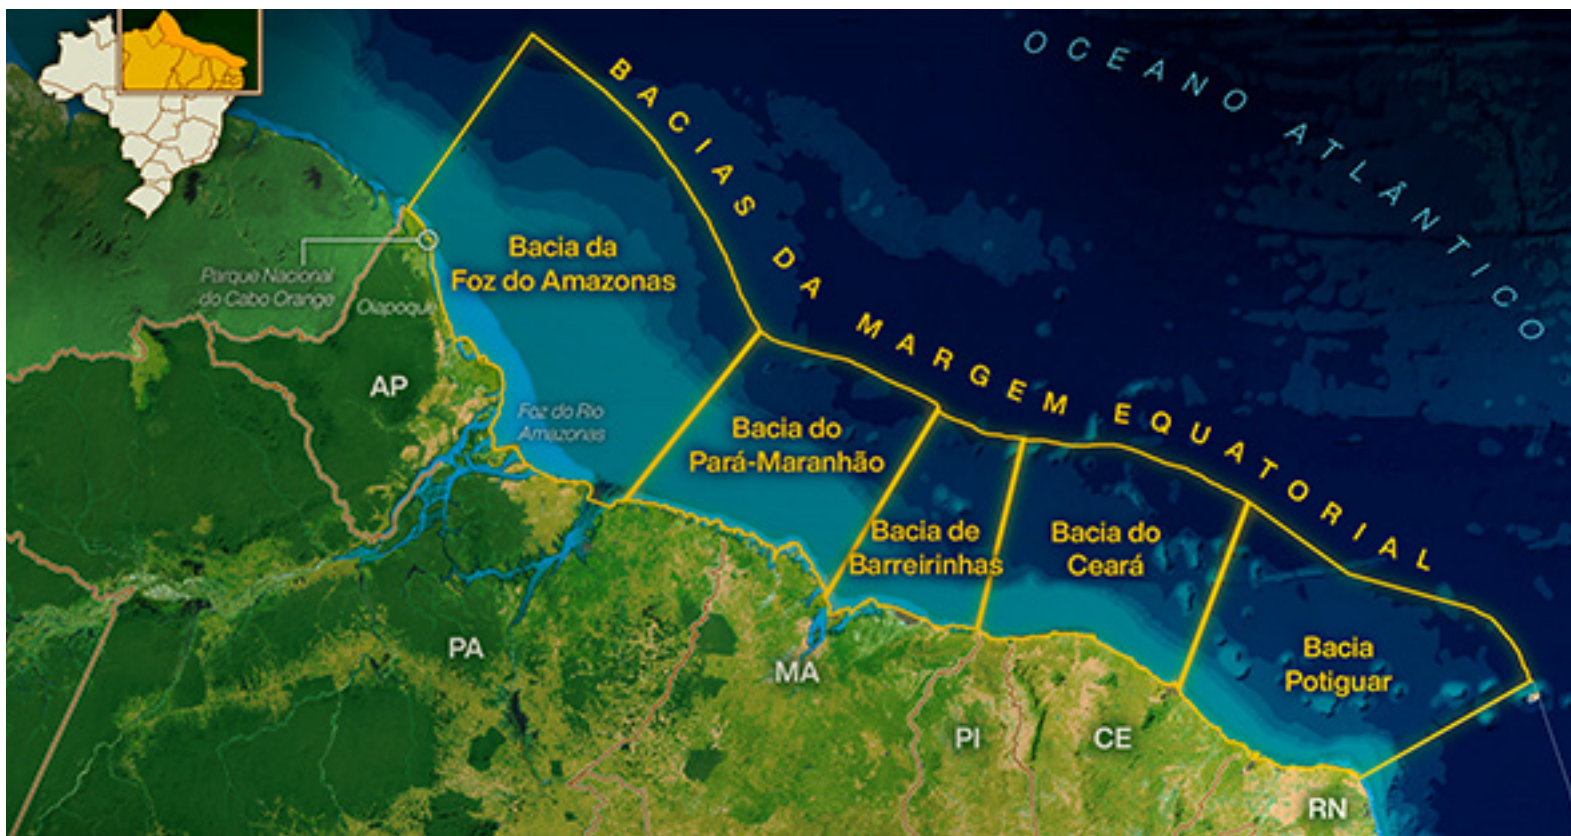 OCEANO ATLÂNTICO
BACIAS DA MARGEM EQUATORIAL
Bacia da
Foz do Amazonas
Parque Nacional
do Cabo Orange
Oiapoque
AP
Foz do Rio
Amazonas
Bacia do
Pará-Maranhão
Bacia de
Barreirinhas
Bacia do
Ceará
Bacia
Potiguar
PA
MA
PI
CE
RN